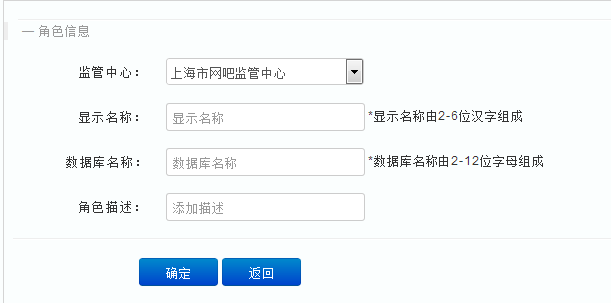 — 角色信息
监管中心： 上海市网吧监管中心
显示名称： 显示名称 *显示名称由2-6位汉字组成
数据库名称： 数据库名称 *数据库名称由2-12位字母组成
角色描述： 添加描述
确定 返回